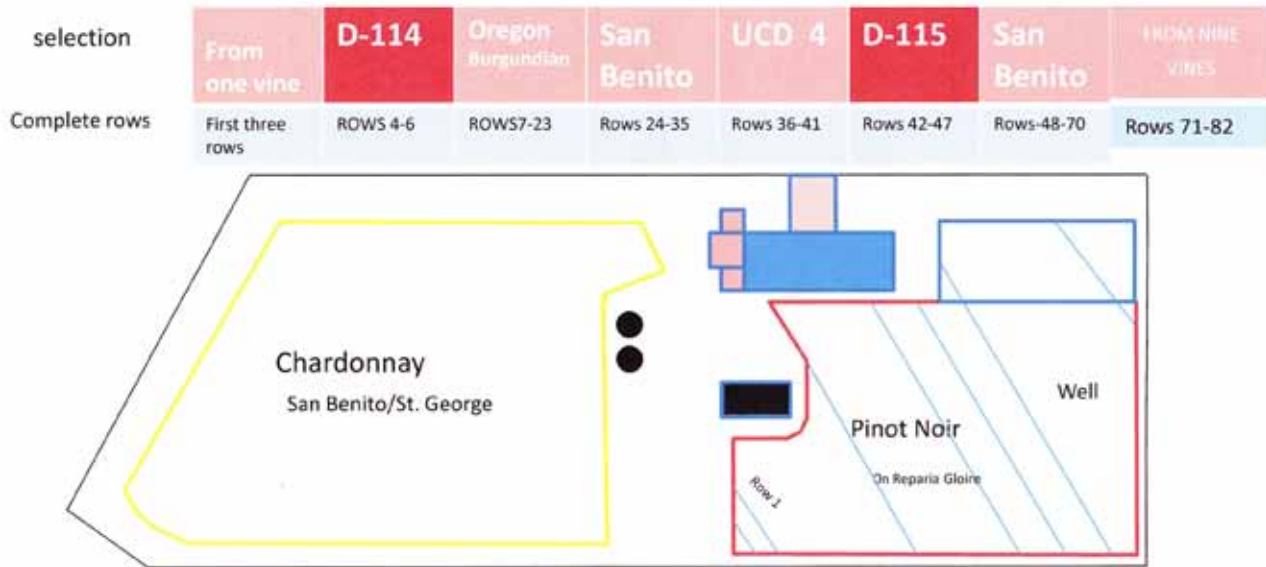 selection
From
one vine
D-114
Oregon
Burgundian
San
Benito
UCD 4
D-115
San
Benito
FROM NINE
VINES
Complete rows
First three
rows
ROWS 4-6
ROWS7-23
Rows 24-35
Rows 36-41
Rows 42-47
Rows-48-70
Rows 71-82
Chardonnay
San Benito/St. George
Well
Pinot Noir
On Reparia Gloire
Row 1